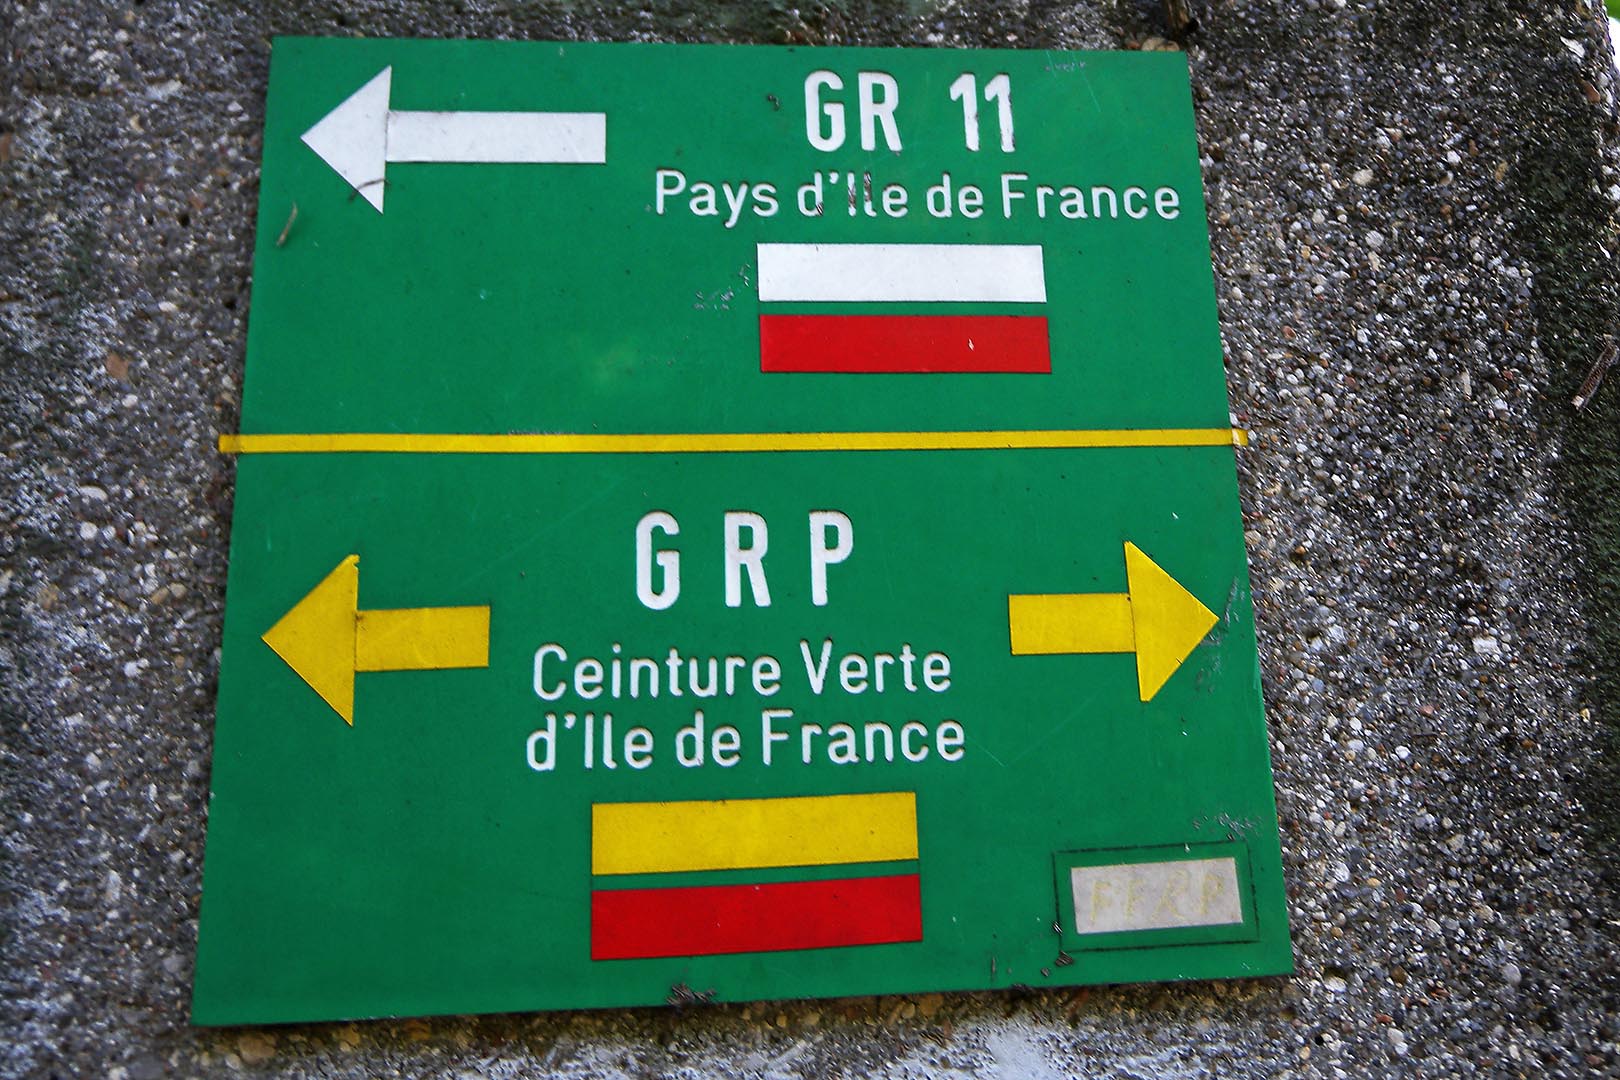 GR 11
Pays d'Ile de France
GRP
Ceinture Verte
d'Ile de France
FFRP